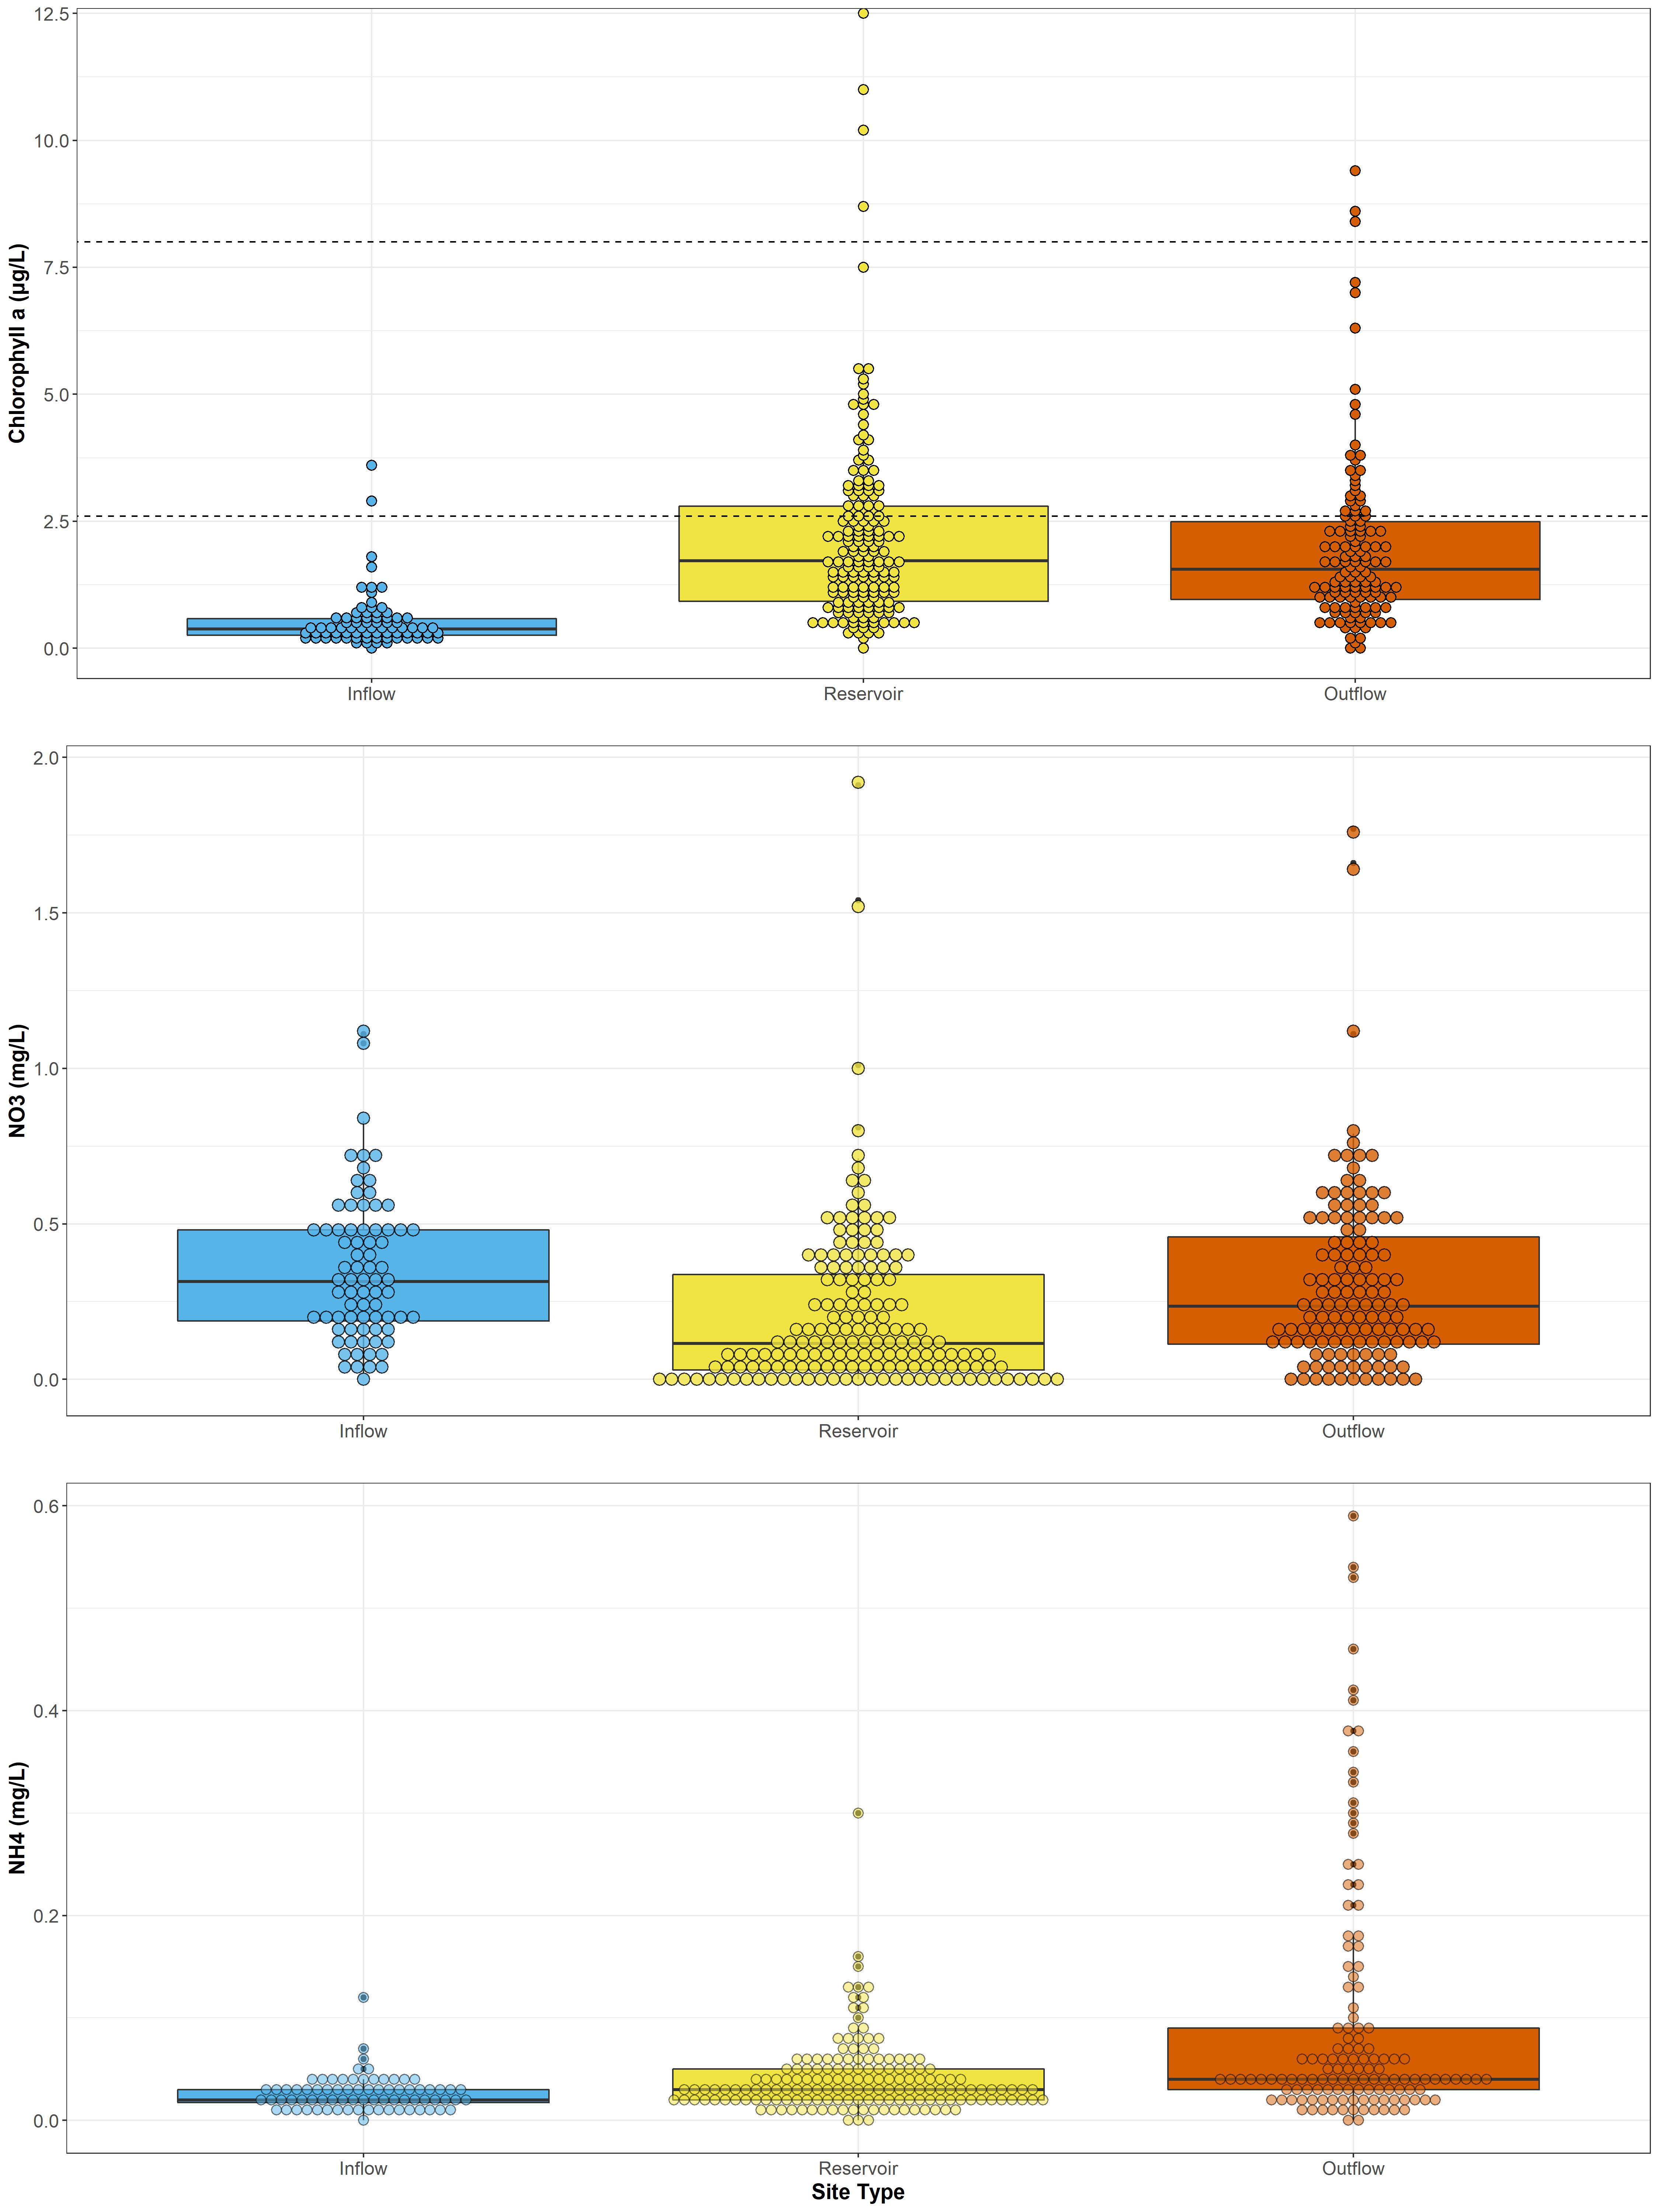 Chlorophyll a (µg/L)
12.5
10.0
7.5
5.0
2.5
0.0
Inflow Reservoir Outflow
NO3 (mg/L)
2.0
1.5
1.0
0.5
0.0
Inflow Reservoir Outflow
NH4 (mg/L)
0.6
0.4
0.2
0.0
Inflow Reservoir Outflow
Site Type